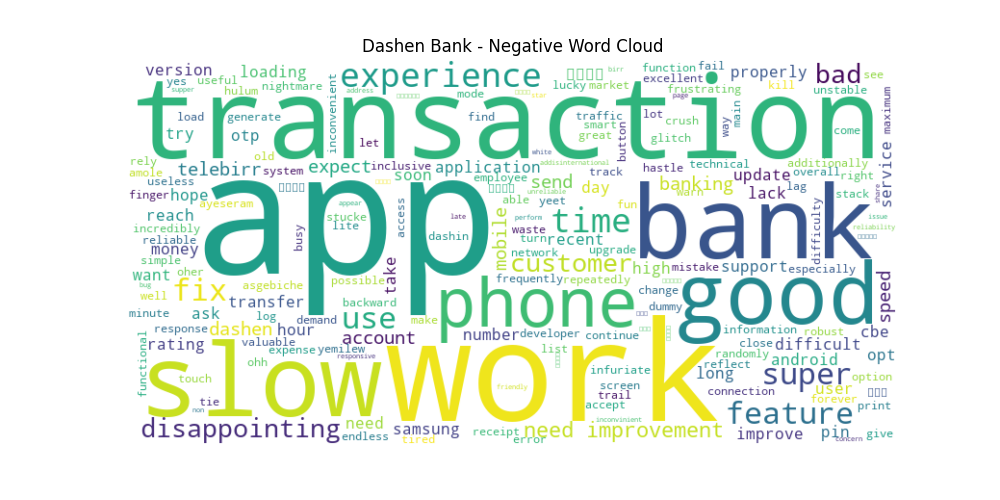 Dashen Bank - Negative Word Cloud
version loading experience birr function fail properly bad see
yes useful hulum nightmare supper address mode lucky market excellent frustrating kill unstable
transaction
load generate inconvenient find traffic smart great lot crush glitch button way main come maximum
try otp let white page
rely old expect inclusive application addisinternational hassle technical additionally service
amole telebirr system soon employee send day track banking update overall right
useless finger hope ayeseram app able yeet fun warn lack lag stack share
reach stucke appear access late mobile unreliable perform bank difficulty issue reliability
incredibly lite dashin waste time turn recent
reliable busy network upgrade
money simple customer high mistake support especially
want oher asgebiche possible take frequently repeatedly change good speed
bug well fix backward phone dummy
minute ask transfer use make
response log demand account number developer continue information robust cbe
dashen hour valuable list close difficult
rating expense yemilew randomly android opt
functional ohh responsive infuriate reflect long
slow work super
touch friendly screen connection user option
tie trail accept forever print
non feature
disappointing need samsung receipt need improvement inconvinient improve pin give
endless tired error concern